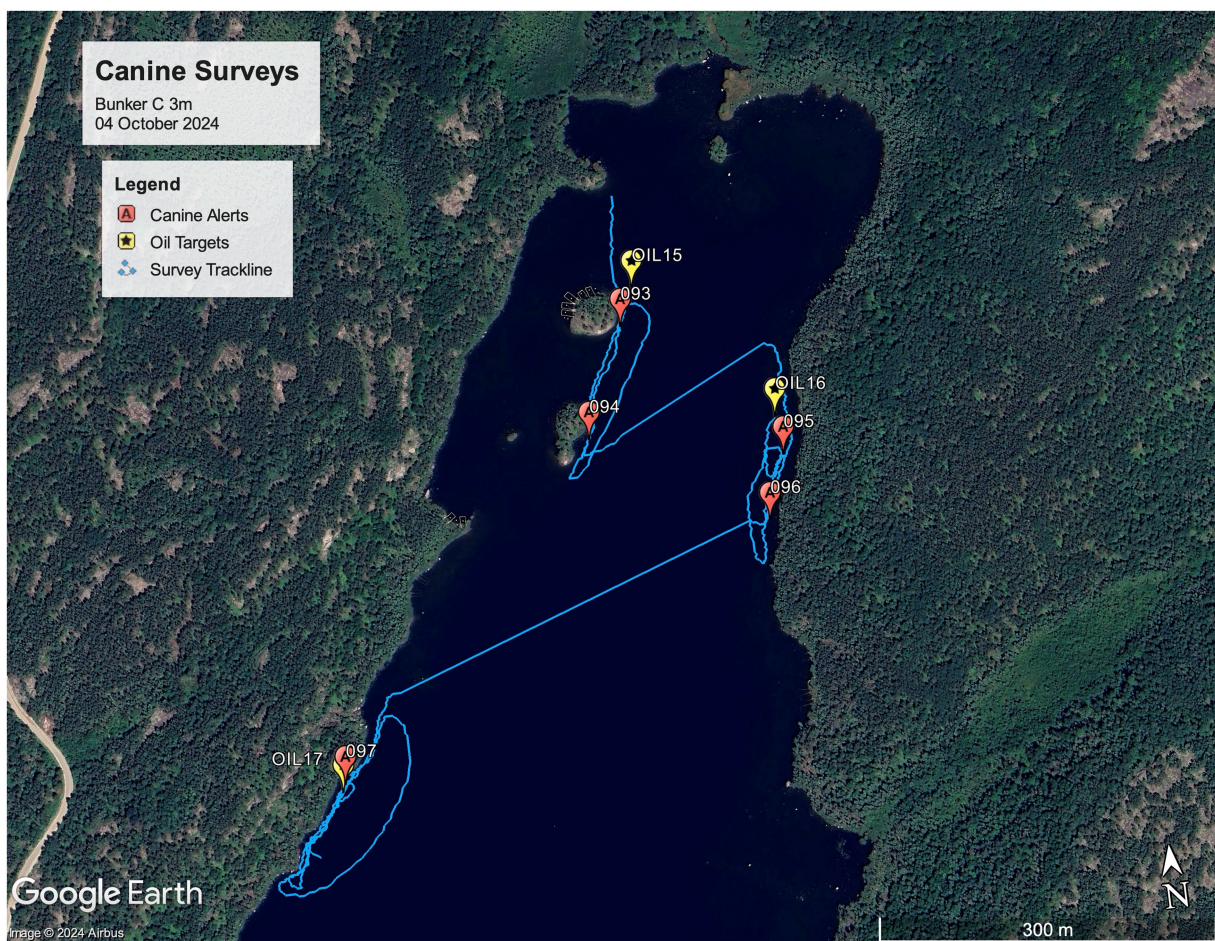 Canine Surveys
Bunker C 3m
04 October 2024
Legend
A Canine Alerts
Oil Targets
Survey Trackline
OIL15
A 093
A 094
OIL16
A 095
A 096
OIL17 A 097
Google Earth
Image © 2024 Airbus
N
300 m